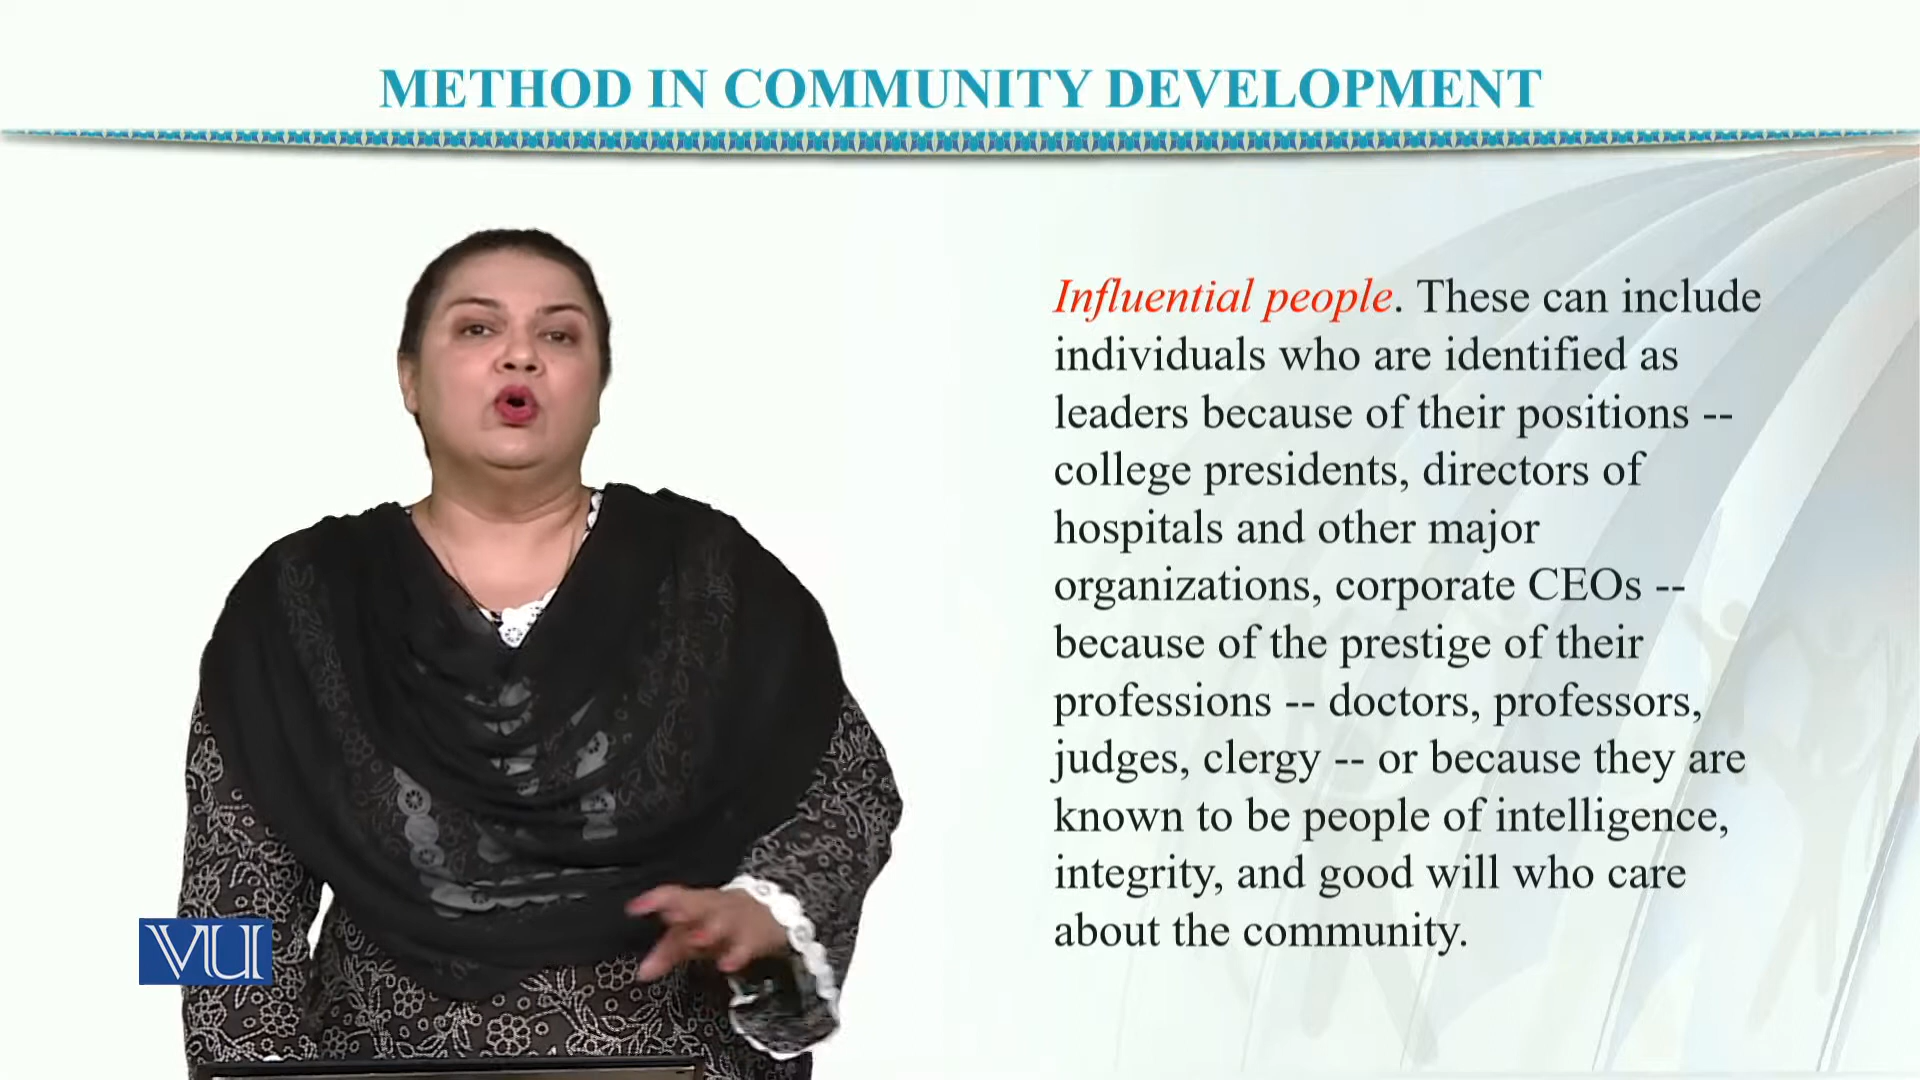 METHOD IN COMMUNITY DEVELOPMENT
Influential people. These can include
individuals who are identified as
leaders because of their positions --
college presidents, directors of
hospitals and other major
organizations, corporate CEOs --
because of the prestige of their
professions -- doctors, professors,
judges, clergy -- or because they are
known to be people of intelligence,
integrity, and good will who care
about the community.
VU